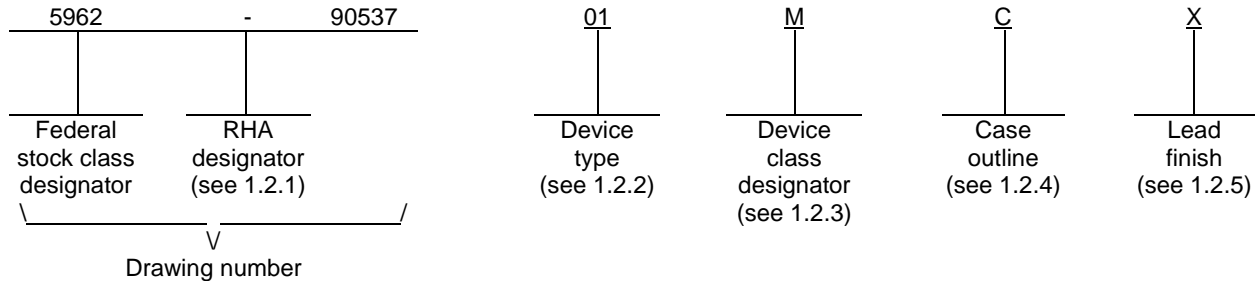 5962 - 90537 01 M C X
Federal stock class designator
RHA designator (see 1.2.1)
Device type (see 1.2.2)
Device class designator (see 1.2.3)
Case outline (see 1.2.4)
Lead finish (see 1.2.5)
\ / \/
Drawing number